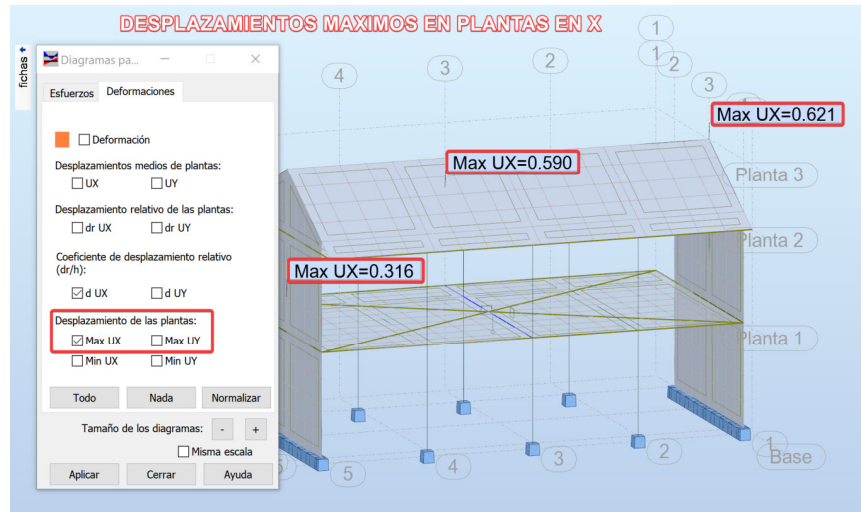 DESPLAZAMIENTOS MAXIMOS EN PLANTAS EN X
fichas
Diagramas pa...
Esfuerzos Deformaciones
Deformación
Desplazamientos medios de plantas:
UX UY
Desplazamiento relativo de las plantas:
dr UX dr UY
Coeficiente de desplazamiento relativo
(dr/h):
d UX d UY
Desplazamiento de las plantas:
Max UX Max UY
Min UX Min UY
Todo Nada Normalizar
Tamaño de los diagramas: - +
Misma escala
Aplicar Cerrar Ayuda
1
1
2
2
3
3
4
Max UX=0.621
Max UX=0.590
Planta 3
Planta 2
Max UX=0.316
Planta 1
5
4
3
2
1
Base